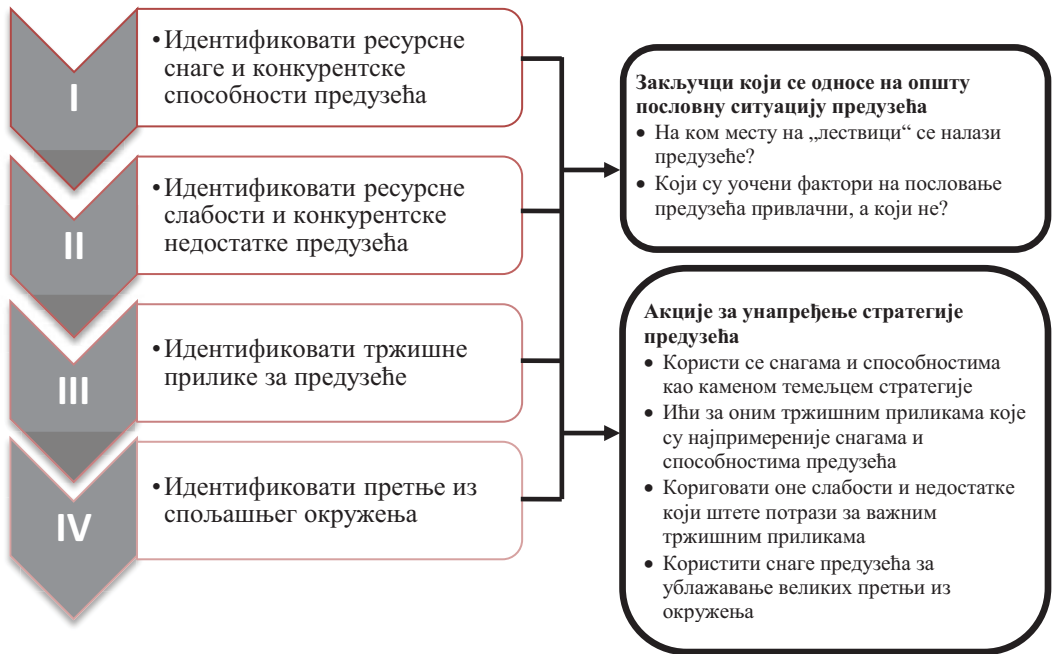 I
•Идентификовати ресурсне
снаге и конкурентске
способности предузећа
II
•Идентификовати ресурсне
слабости и конкурентске
недостатке предузећа
III
•Идентификовати тржишне
прилике за предузеће
IV
•Идентификовати претње из
спољашњег окружења
Закључци који се односе на општу
пословну ситуацију предузећа
• На ком месту на „лествици“ се налази
предузеће?
• Који су уочени фактори на пословање
предузећа привлачни, а који не?
Акције за унапређење стратегије
предузећа
• Користи се снагама и способностима
као каменом темељцем стратегије
• Ићи за оним тржишним приликама које
су најпримереније снагама и
способностима предузећа
• Кориговати оне слабости и недостатке
који штете потрази за важним
тржишним приликама
• Користити снаге предузећа за
ублажавање великих претњи из
окружења